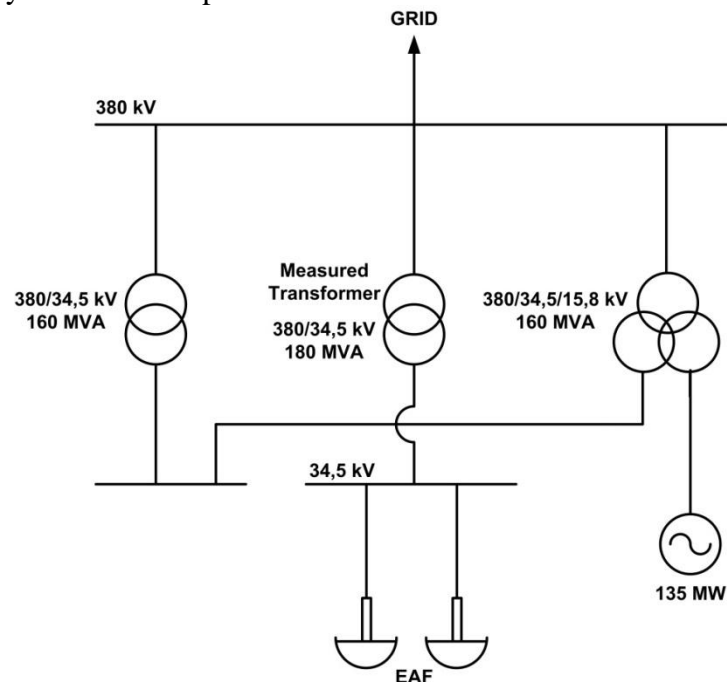 GRID
380 kV
380/34,5 kV
160 MVA
Measured
Transformer
380/34,5 kV
180 MVA
380/34,5/15,8 kV
160 MVA
34,5 kV
135 MW
EAF